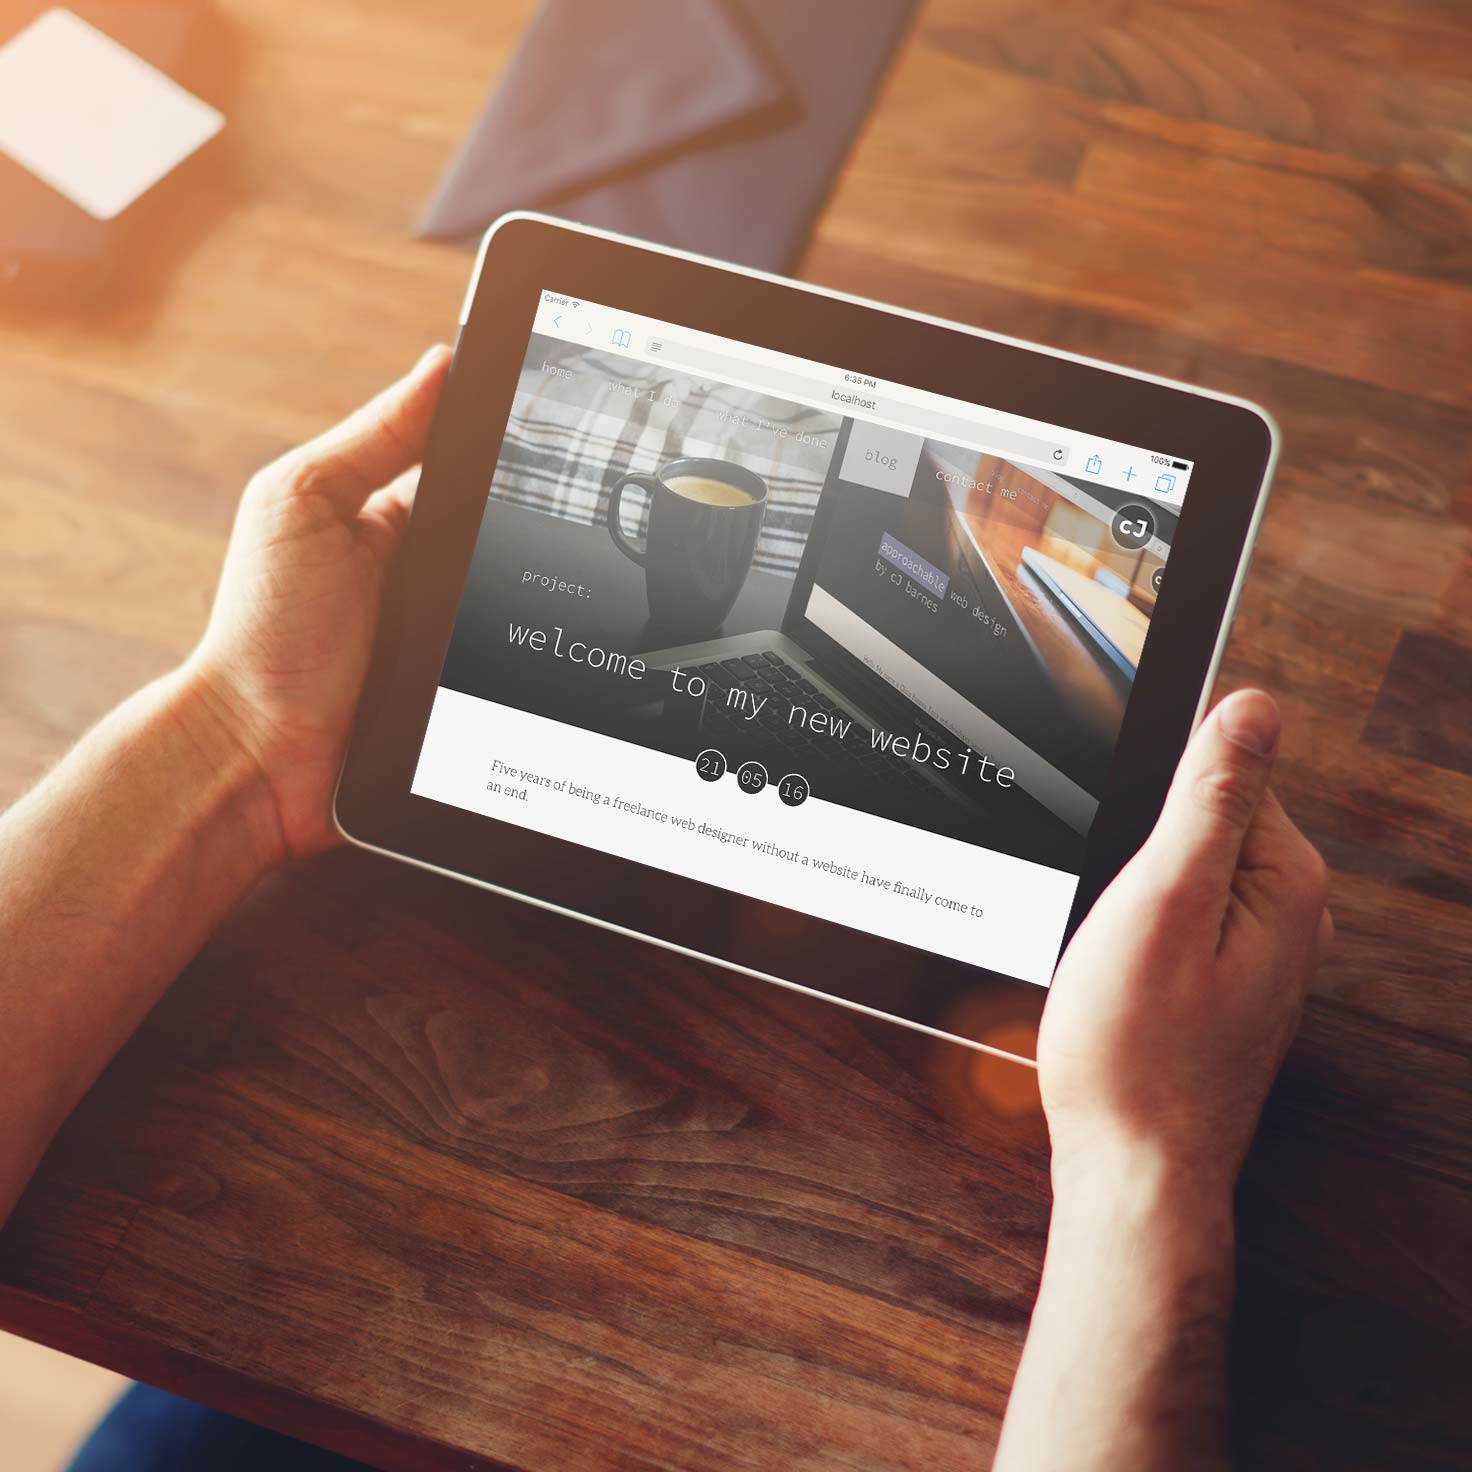 Carrier
6:35 PM
100%
localhost
home
what I do
what I've done
blog
contact me
cJ
approachable web design
by cJ barnes
project:
welcome to my new website
21 05 16
Five years of being a freelance web designer without a website have finally come to
an end.